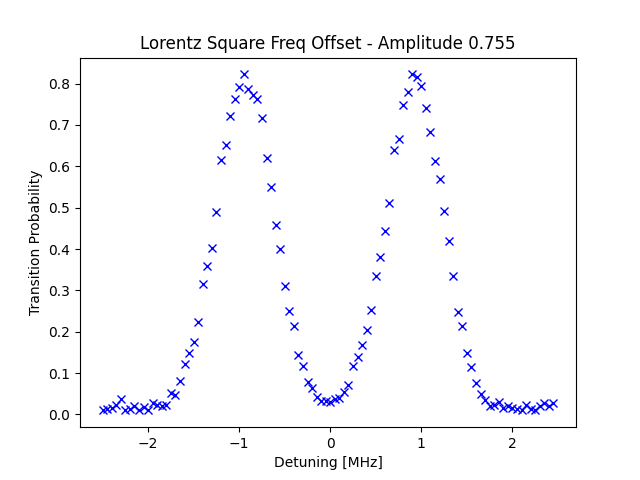 Lorentz Square Freq Offset - Amplitude 0.755
Transition Probability
0.8
0.7
0.6
0.5
0.4
0.3
0.2
0.1
0.0
−2 −1 0 1 2
Detuning [MHz]